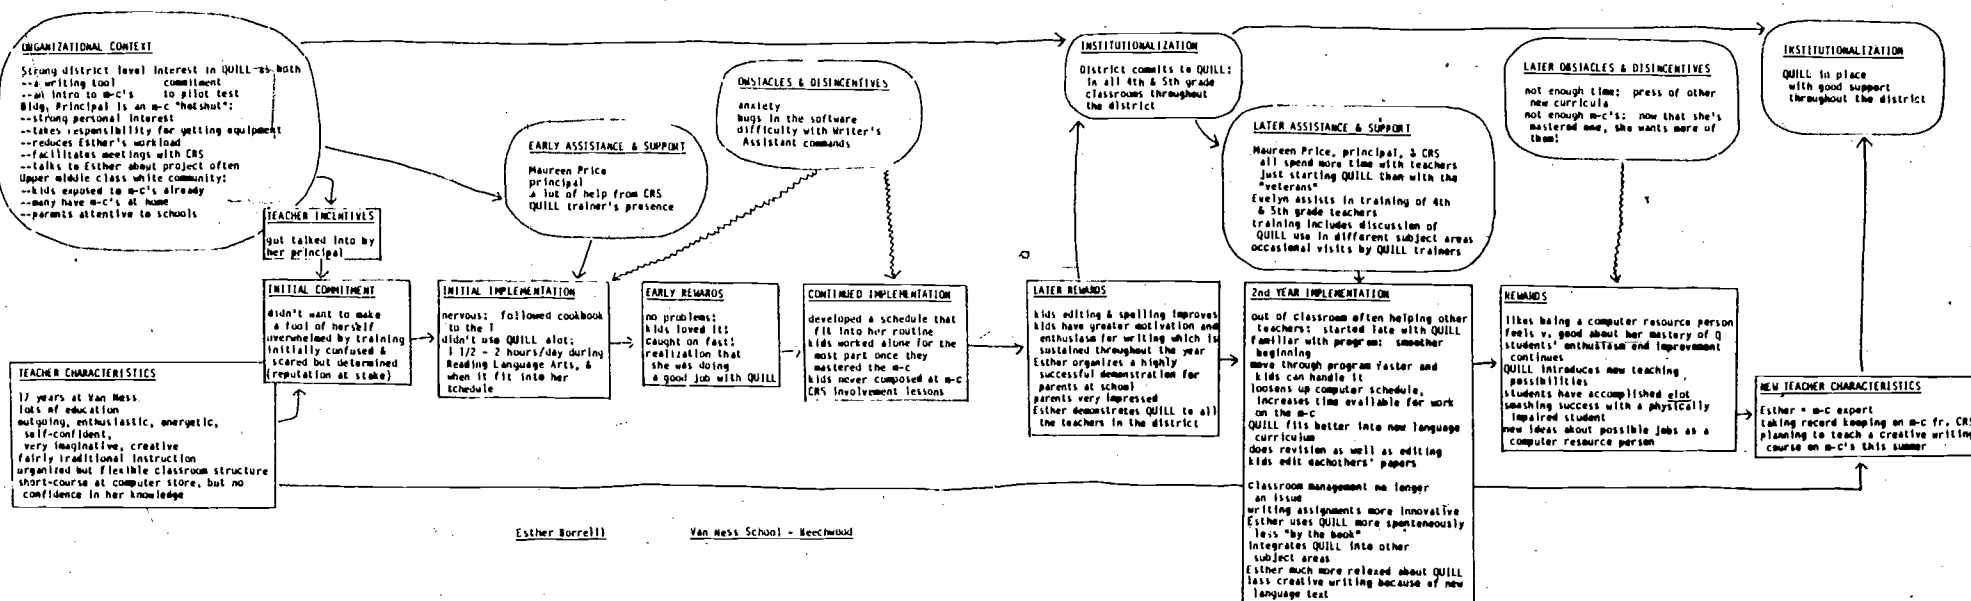 ORGANIZATIONAL CONTEXT
Strong district level interest in QUILL as both
--a writing tool commitment
--an intro to m-c's to pilot test
Bldg. Principal is an m-c "hotshot":
--strong personal interest
--takes responsibility for getting equipment
--reduces Esther's workload
--facilitates meetings with CRS
--talks to Esther about project often
Upper middle class white community:
--kids exposed to m-c's already
--many have m-c's at home
--parents attentive to schools
TEACHER INCENTIVES
got talked into by
her principal
INITIAL COMMITMENT
didn't want to make
a fool of herself
overwhelmed by training
initially confused &
scared but determined
(reputation at stake)
TEACHER CHARACTERISTICS
17 years at Van Ness
lots of education
outgoing, enthusiastic, energetic,
self-confident,
very imaginative, creative
fairly traditional instruction
organized but flexible classroom structure
short-course at computer store, but no
confidence in her knowledge
EARLY ASSISTANCE & SUPPORT
Maureen Price
principal
a lot of help from CRS
QUILL trainer's presence
INITIAL IMPLEMENTATION
nervous: followed cookbook
to the T
didn't use QUILL alot:
1 1/2 - 2 hours/day during
Reading Language Arts, &
when it fit into her
schedule
OBSTACLES & DISINCENTIVES
anxiety
bugs in the software
difficulty with Writer's
Assistant commands
EARLY REWARDS
no problems:
kids loved it!
caught on fast!
realization that
she was doing
a good job with QUILL
CONTINUED IMPLEMENTATION
developed a schedule that
fit into her routine
kids worked alone for the
most part once they
mastered the m-c
kids never composed at m-c
CRS involvement lessons
INSTITUTIONALIZATION
District commits to QUILL:
in all 4th & 5th grade
classrooms throughout
the district
LATER REWARDS
kids editing & spelling improves
kids have greater motivation and
enthusiasm for writing which is
sustained throughout the year
Esther organizes a highly
successful demonstration for
parents at school
parents very impressed
Esther demonstrates QUILL to all
the teachers in the district
LATER ASSISTANCE & SUPPORT
Maureen Price, principal, & CRS
all spend more time with teachers
just starting QUILL than with the
"veterans"
Evelyn assists in training of 4th
& 5th grade teachers
training includes discussion of
QUILL use in different subject areas
occasional visits by QUILL trainers
2nd YEAR IMPLEMENTATION
out of classroom often helping other
teachers: started late with QUILL
familiar with program: smoother
beginning
move through program faster and
kids can handle it
loosens up computer schedule,
increases time available for work
on the m-c
QUILL fits better into new language
curriculum
does revision as well as editing
kids edit eachothers' papers
Classroom management no longer
an issue
writing assignments more innovative
Esther uses QUILL more spontaneously
less "by the book"
Integrates QUILL into other
subject areas
Esther much more relaxed about QUILL
less creative writing because of new
language text
LATER OBSTACLES & DISINCENTIVES
not enough time: press of other
new curricula
not enough m-c's: now that she's
mastered one, she wants more of
them!
REWARDS
likes being a computer resource person
feels v. good about her mastery of Q
students' enthusiasm and improvement
continues
QUILL introduces new teaching
possibilities
students have accomplished alot
smashing success with a physically
impaired student
new ideas about possible jobs as a
computer resource person
INSTITUTIONALIZATION
QUILL in place
with good support
throughout the district
NEW TEACHER CHARACTERISTICS
Esther = m-c expert
taking record keeping on m-c fr. CRS
planning to teach a creative writing
course on m-c's this summer
Esther Borrelli Van Ness School - Beechwood